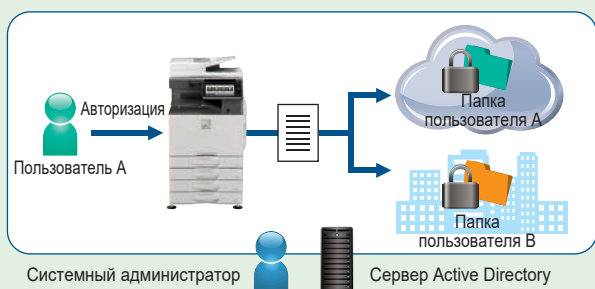 Авторизация
Пользователь А
Папка
пользователя А
Папка
пользователя В
Системный администратор
Сервер Active Directory